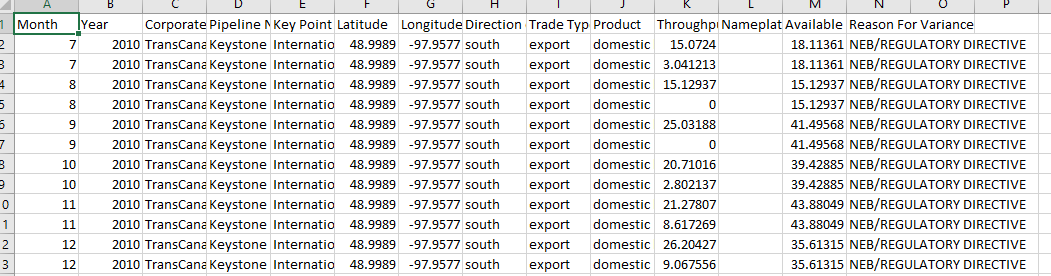 A B C D E F G H I J K L M N O P
1 Month Year Corporate Pipeline N Key Point Latitude Longitude Direction Trade Typ Product Throughp Nameplat Available Reason For Variance
2 7 2010 TransCana Keystone Internatio 48.9989 -97.9577 south export domestic 15.0724 18.11361 NEB/REGULATORY DIRECTIVE
3 7 2010 TransCana Keystone Internatio 48.9989 -97.9577 south export domestic 3.041213 18.11361 NEB/REGULATORY DIRECTIVE
4 8 2010 TransCana Keystone Internatio 48.9989 -97.9577 south export domestic 15.12937 15.12937 NEB/REGULATORY DIRECTIVE
5 8 2010 TransCana Keystone Internatio 48.9989 -97.9577 south export domestic 0 15.12937 NEB/REGULATORY DIRECTIVE
6 9 2010 TransCana Keystone Internatio 48.9989 -97.9577 south export domestic 25.03188 41.49568 NEB/REGULATORY DIRECTIVE
7 9 2010 TransCana Keystone Internatio 48.9989 -97.9577 south export domestic 0 41.49568 NEB/REGULATORY DIRECTIVE
8 10 2010 TransCana Keystone Internatio 48.9989 -97.9577 south export domestic 20.71016 39.42885 NEB/REGULATORY DIRECTIVE
9 10 2010 TransCana Keystone Internatio 48.9989 -97.9577 south export domestic 2.802137 39.42885 NEB/REGULATORY DIRECTIVE
0 11 2010 TransCana Keystone Internatio 48.9989 -97.9577 south export domestic 21.27807 43.88049 NEB/REGULATORY DIRECTIVE
1 11 2010 TransCana Keystone Internatio 48.9989 -97.9577 south export domestic 8.617269 43.88049 NEB/REGULATORY DIRECTIVE
2 12 2010 TransCana Keystone Internatio 48.9989 -97.9577 south export domestic 26.20427 35.61315 NEB/REGULATORY DIRECTIVE
3 12 2010 TransCana Keystone Internatio 48.9989 -97.9577 south export domestic 9.067556 35.61315 NEB/REGULATORY DIRECTIVE